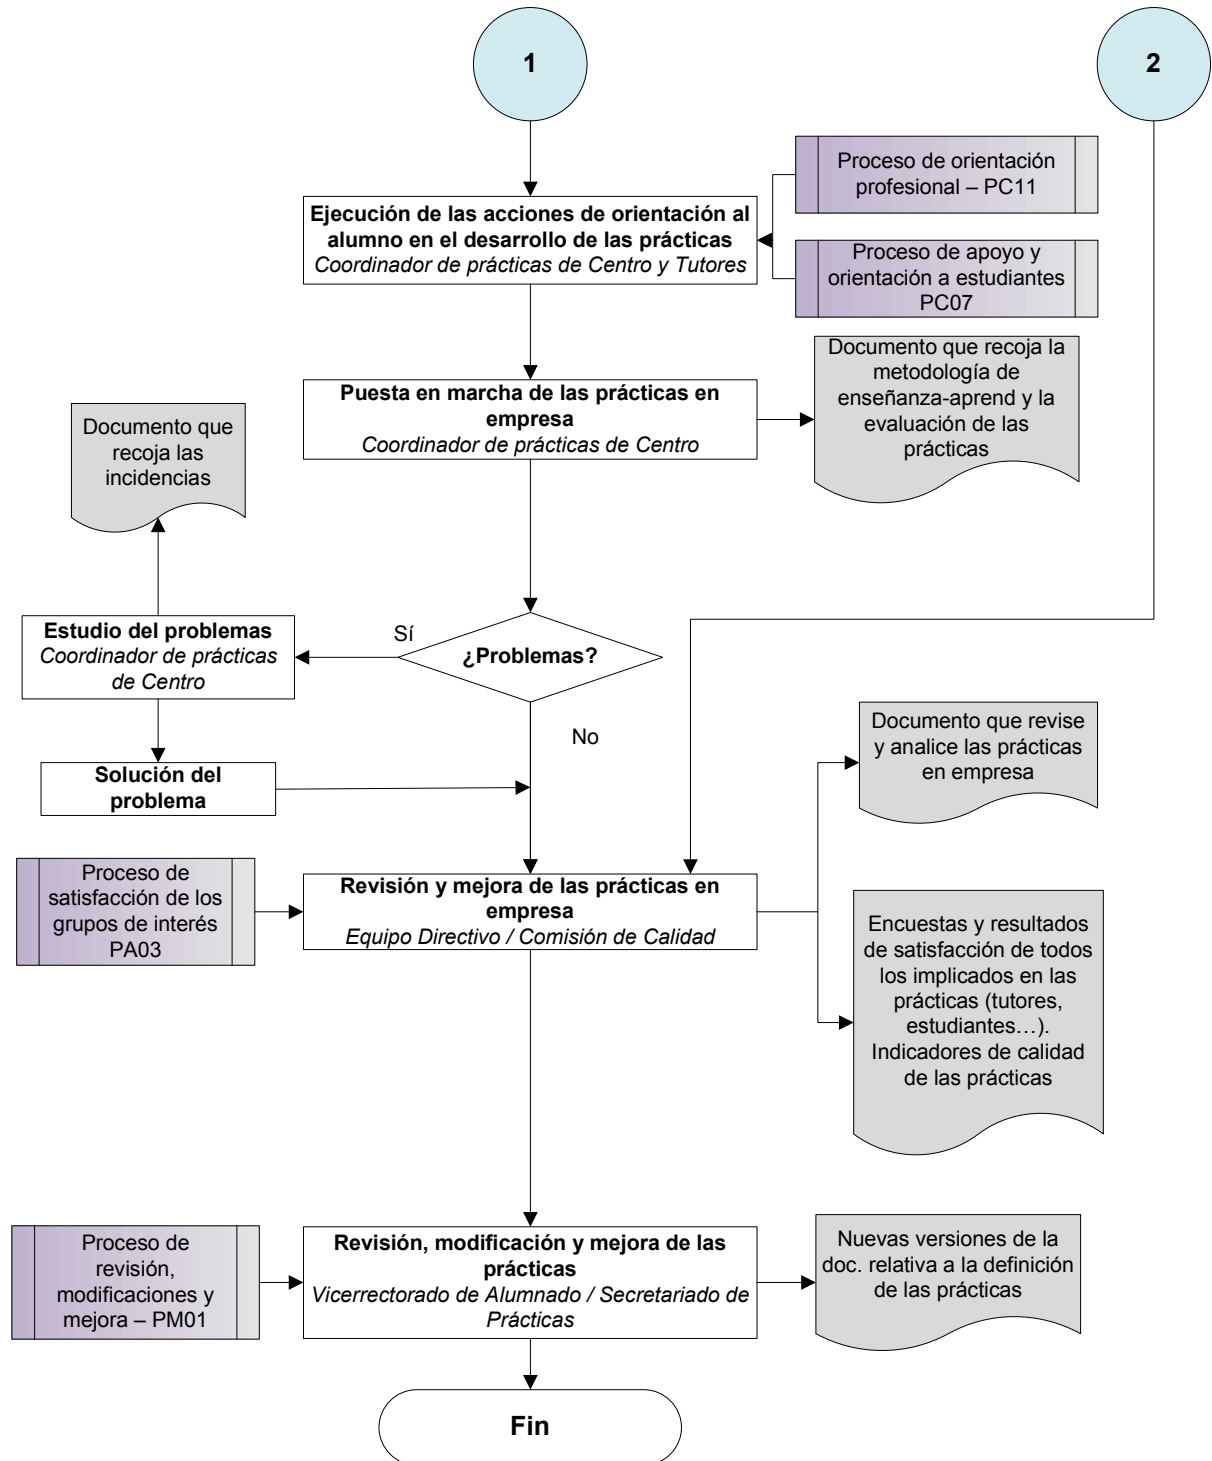 1
2
Proceso de orientación
profesional – PC11
Ejecución de las acciones de orientación al
alumno en el desarrollo de las prácticas
Coordinador de prácticas de Centro y Tutores
Proceso de apoyo y
orientación a estudiantes
PC07
Documento que recoja la
metodología de
enseñanza-aprend y la
evaluación de las
prácticas
Puesta en marcha de las prácticas en
empresa
Coordinador de prácticas de Centro
Documento que
recoja las
incidencias
Estudio del problemas
Coordinador de prácticas
de Centro
Sí
¿Problemas?
No
Solución del
problema
Documento que revise
y analice las prácticas
en empresa
Proceso de
satisfacción de los
grupos de interés
PA03
Revisión y mejora de las prácticas en
empresa
Equipo Directivo / Comisión de Calidad
Encuestas y resultados
de satisfacción de todos
los implicados en las
prácticas (tutores,
estudiantes…).
Indicadores de calidad
de las prácticas
Proceso de
revisión,
modificaciones y
mejora – PM01
Revisión, modificación y mejora de las
prácticas
Vicerrectorado de Alumnado / Secretariado de
Prácticas
Nuevas versiones de la
doc. relativa a la definición
de las prácticas
Fin